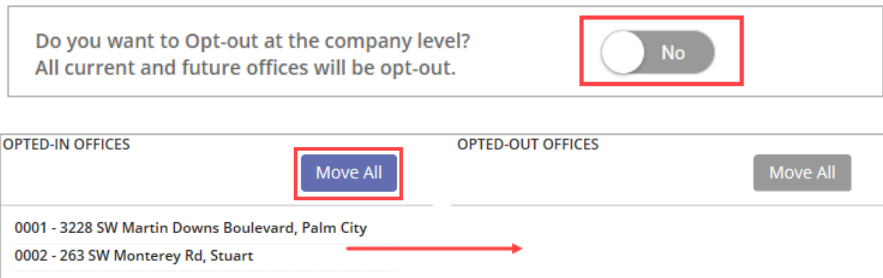 Do you want to Opt-out at the company level?
All current and future offices will be opt-out.
No
OPTED-IN OFFICES
Move All
OPTED-OUT OFFICES
Move All
0001 - 3228 SW Martin Downs Boulevard, Palm City
0002 - 263 SW Monterey Rd, Stuart